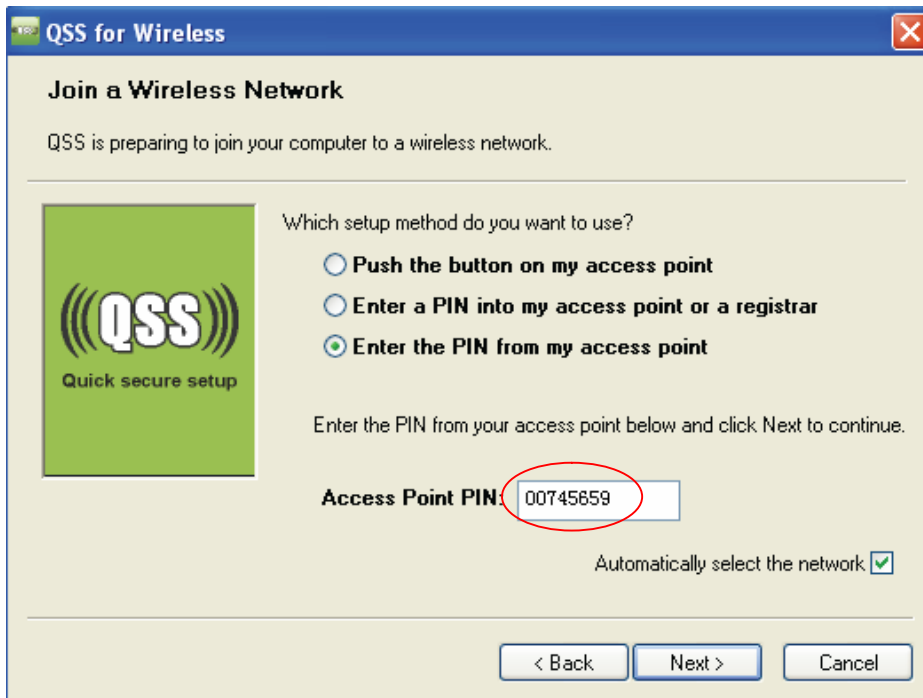 QSS for Wireless
Join a Wireless Network
QSS is preparing to join your computer to a wireless network.
Which setup method do you want to use?
Push the button on my access point
Enter a PIN into my access point or a registrar
Enter the PIN from my access point
(((QSS)))
Quick secure setup
Enter the PIN from your access point below and click Next to continue.
Access Point PIN: 00745659
Automatically select the network
< Back Next > Cancel